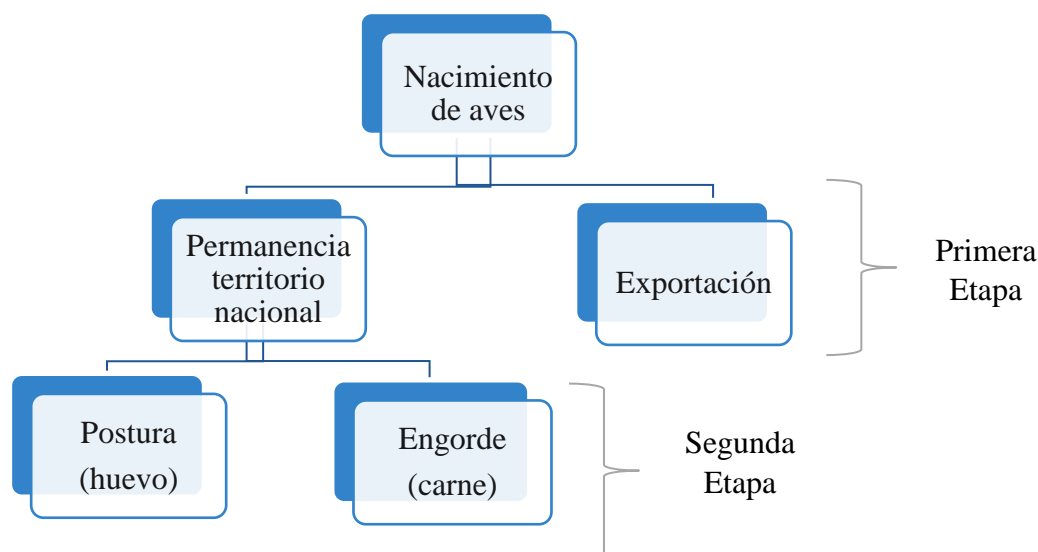 Nacimiento
de aves
Permanencia
territorio
nacional
Exportación
Primera
Etapa
Postura
(huevo)
Engorde
(carne)
Segunda
Etapa